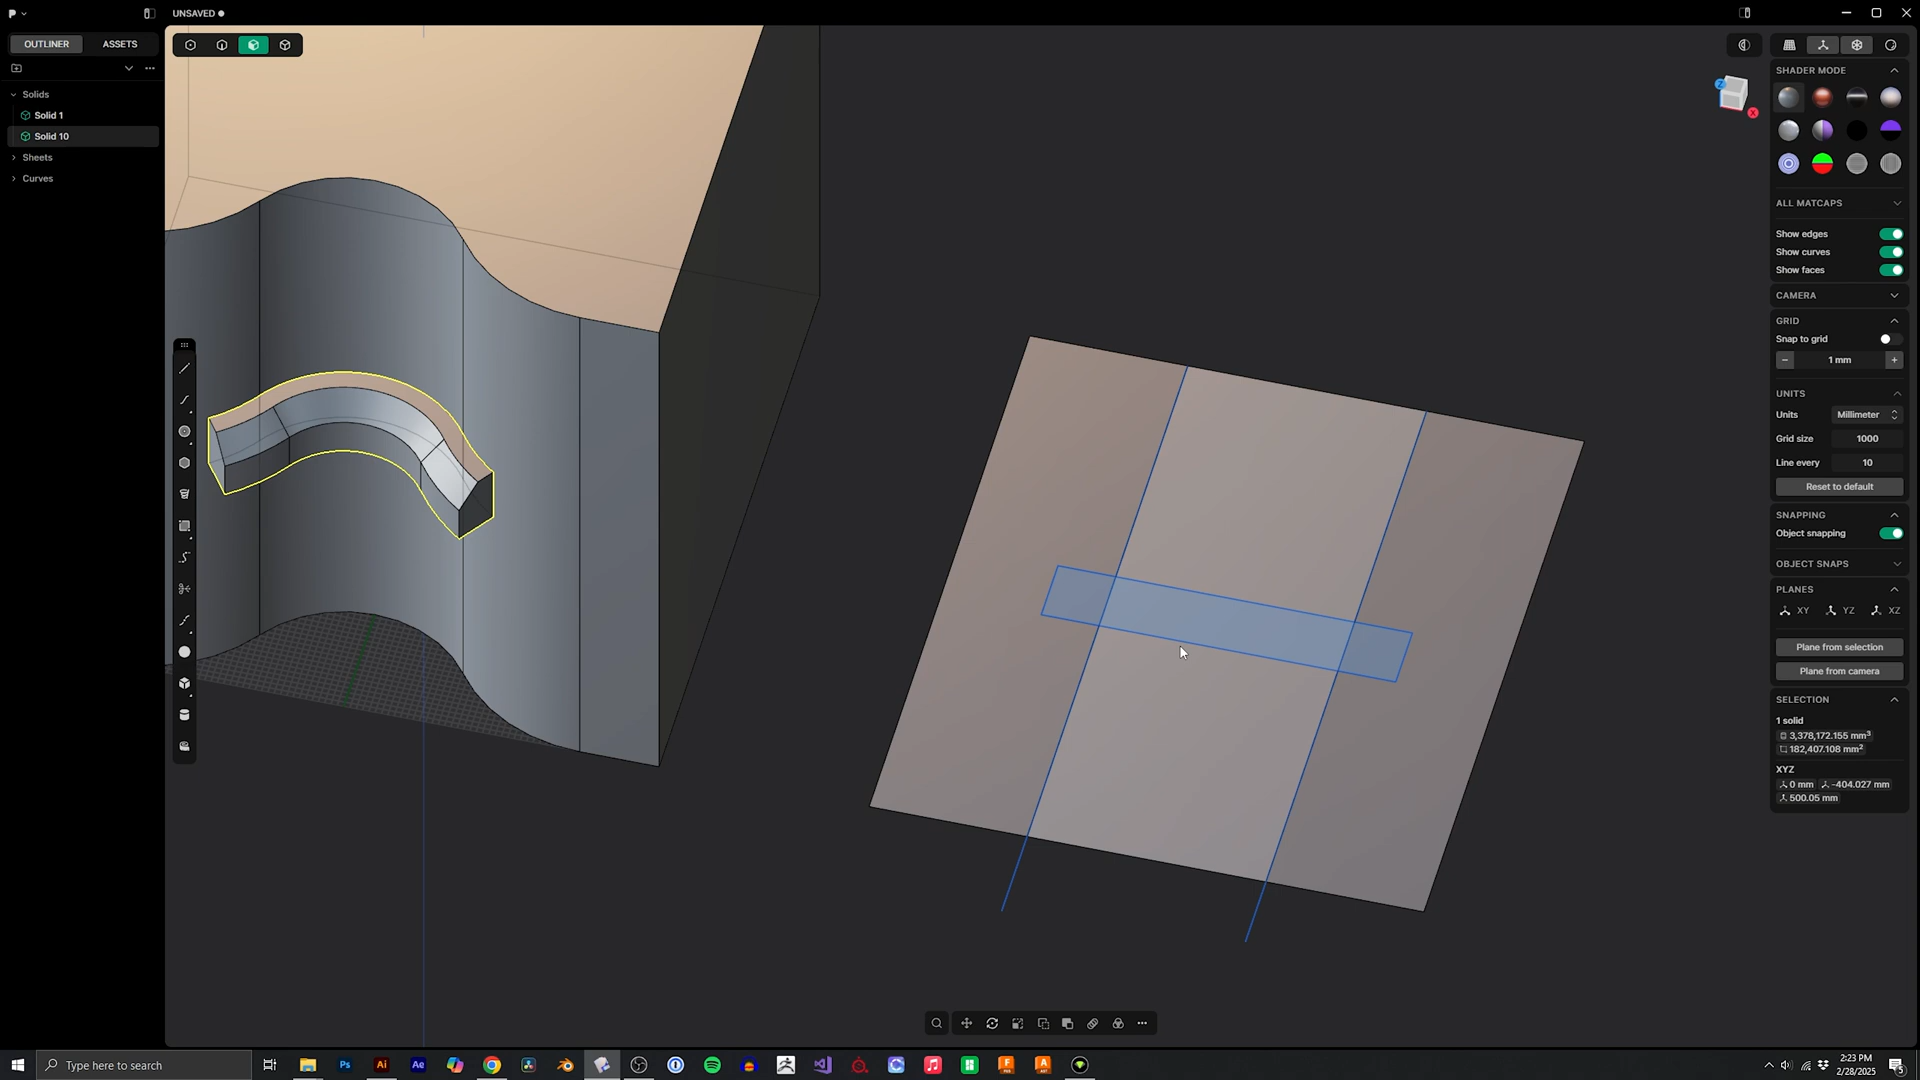 UNSAVED
OUTLINER
ASSETS
Solids
Solid 1
Solid 10
Sheets
Curves
Z
X
SHADER MODE
ALL MATCAPS
Show edges
Show curves
Show faces
CAMERA
GRID
Snap to grid
− 1 mm +
UNITS
Units Millimeter
Grid size 1000
Line every 10
Reset to default
SNAPPING
Object snapping
OBJECT SNAPS
PLANES
XY YZ XZ
Plane from selection
Plane from camera
SELECTION
1 solid
3,378,172.155 mm³
182,407.108 mm²
XYZ
0 mm -404.027 mm
500.05 mm
Type here to search
Ps
Ai
Ae
F
A
2:23 PM
2/28/2025
5